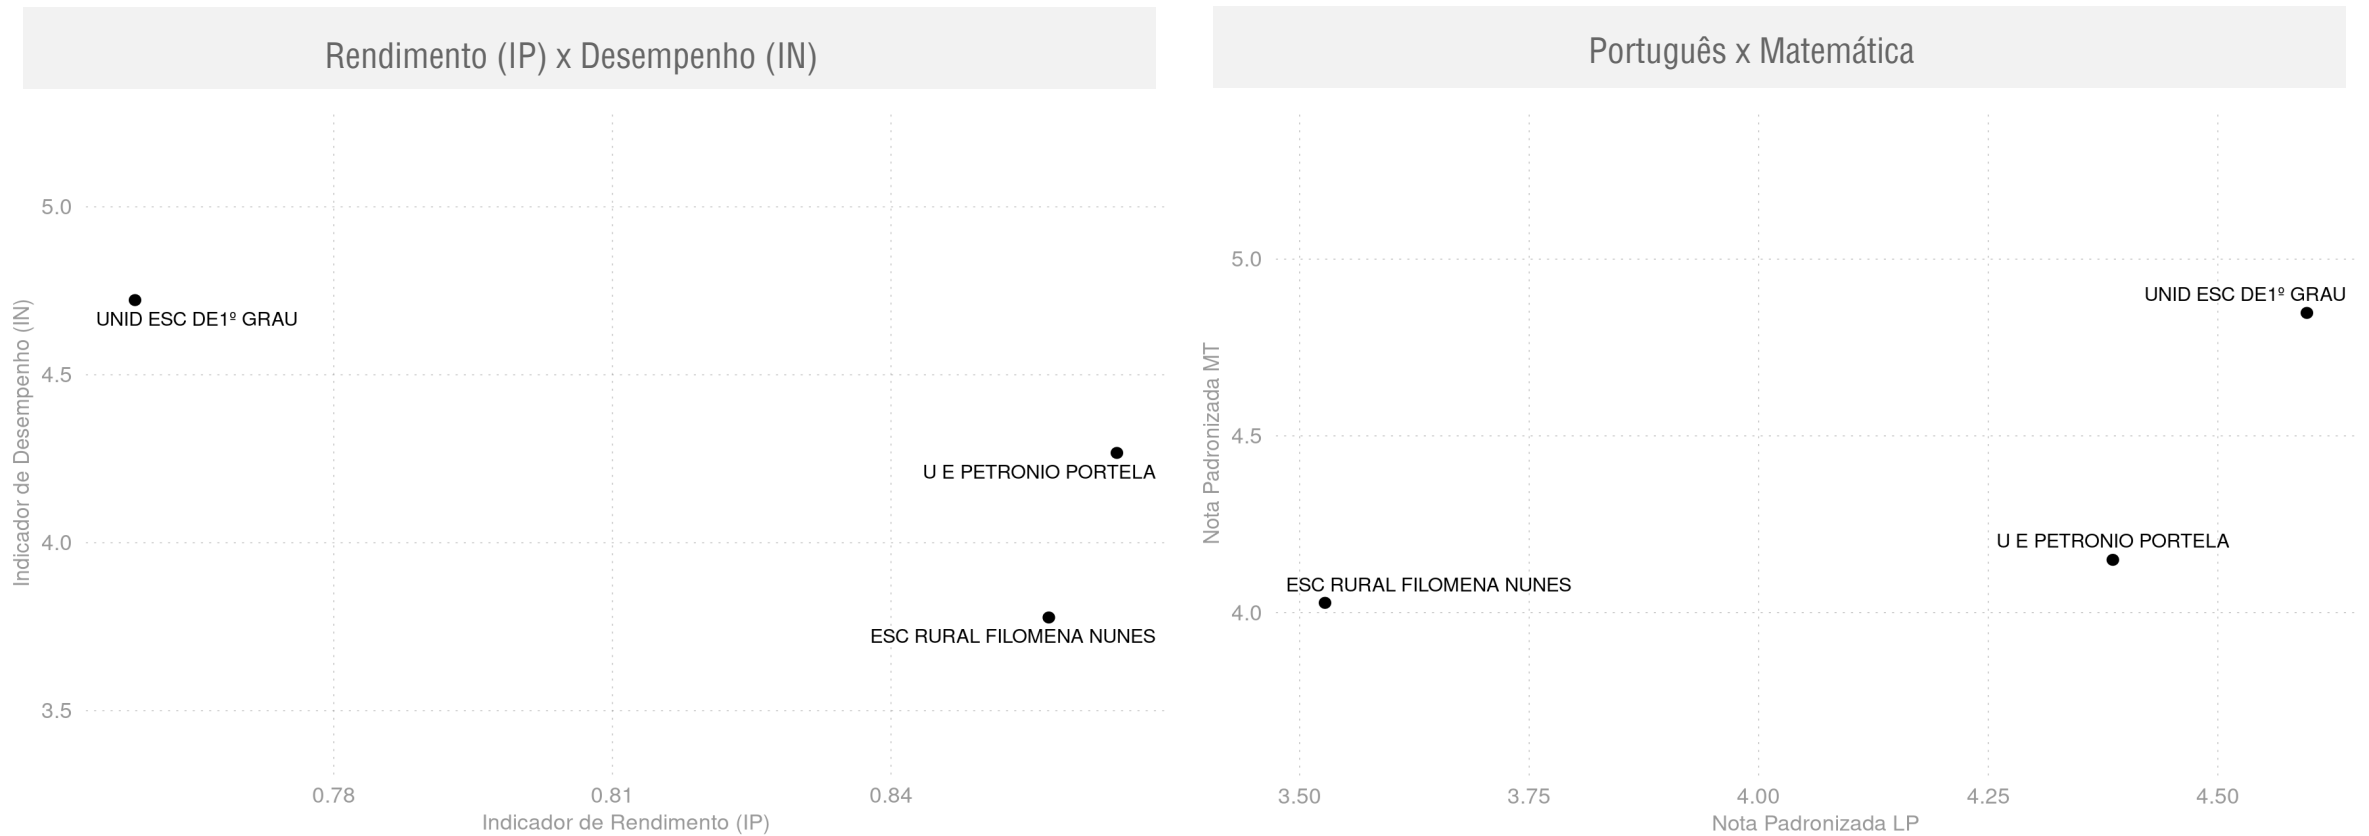 Rendimento (IP) x Desempenho (IN)
5.0
4.5
4.0
3.5
Indicador de Desempenho (IN)
UNID ESC DE1º GRAU
U E PETRONIO PORTELA
ESC RURAL FILOMENA NUNES
0.78 0.81 0.84
Indicador de Rendimento (IP)
Português x Matemática
5.0
4.5
4.0
Nota Padronizada MT
UNID ESC DE1º GRAU
U E PETRONIO PORTELA
ESC RURAL FILOMENA NUNES
3.50 3.75 4.00 4.25 4.50
Nota Padronizada LP